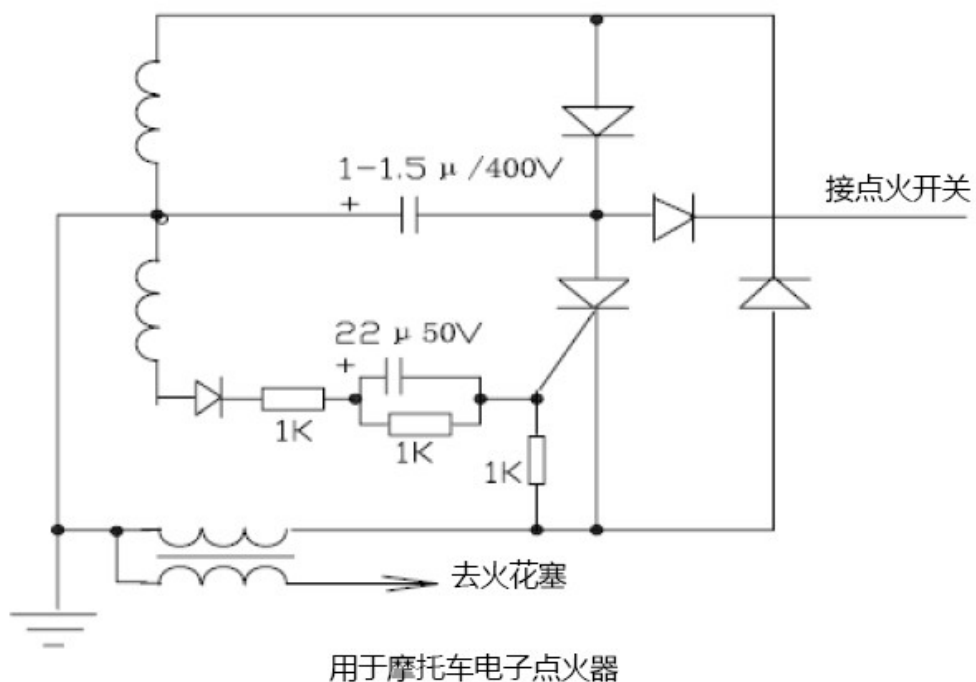 1-1.5 μ /400V
+
接点火开关
22 μ 50V
+
1K
1K
1K
去火花塞
用于摩托车电子点火器